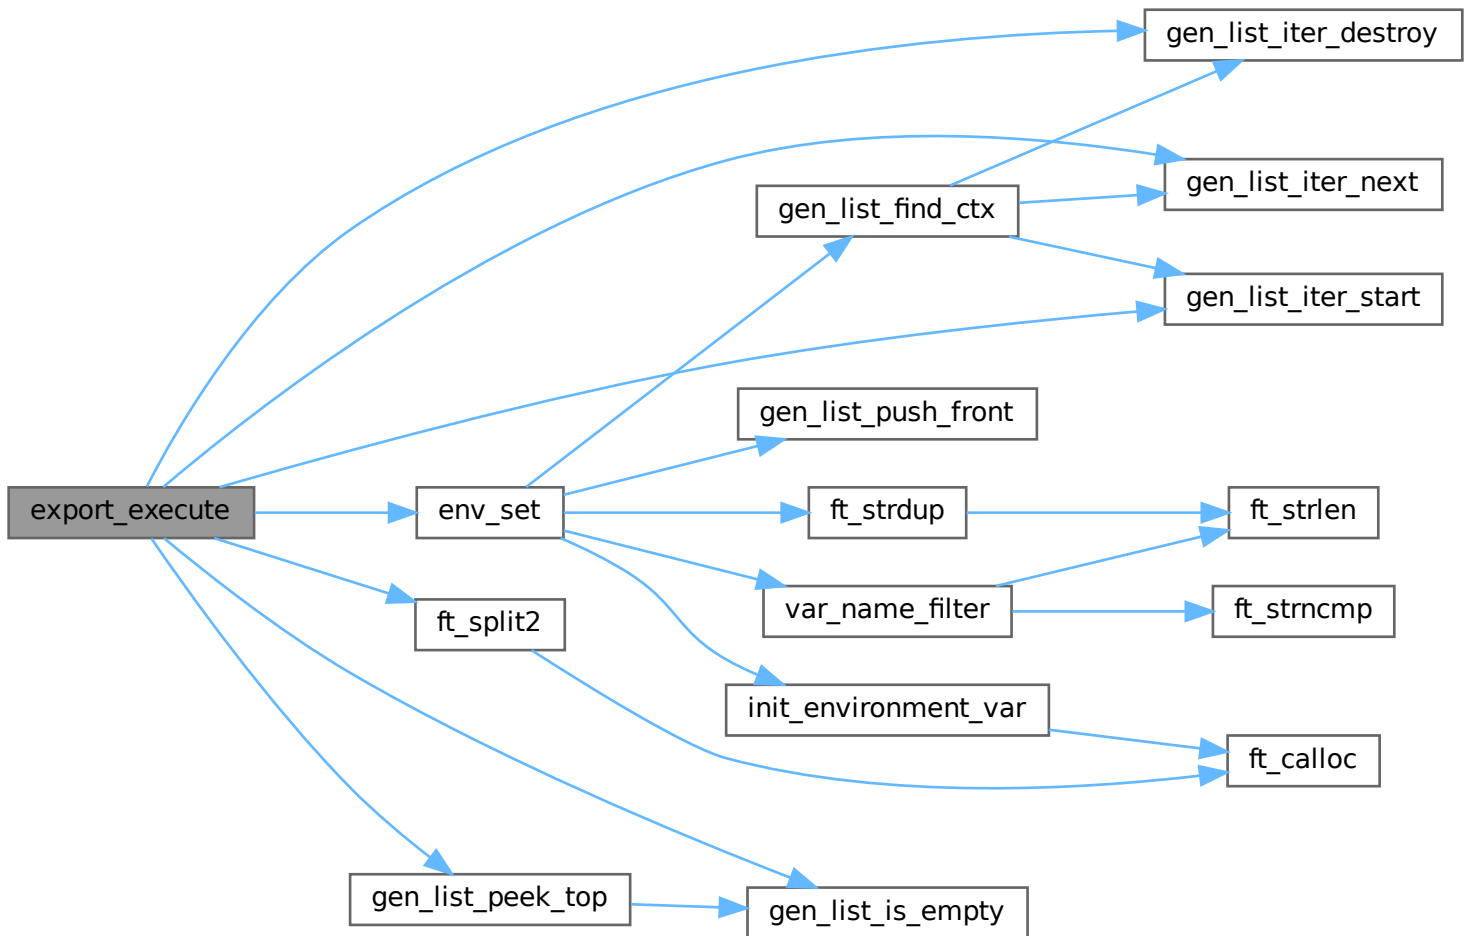 gen_list_iter_destroy
gen_list_iter_next
gen_list_find_ctx
gen_list_iter_start
gen_list_push_front
export_execute
env_set
ft_strdup
ft_strlen
ft_split2
var_name_filter
ft_strncmp
init_environment_var
ft_calloc
gen_list_peek_top
gen_list_is_empty